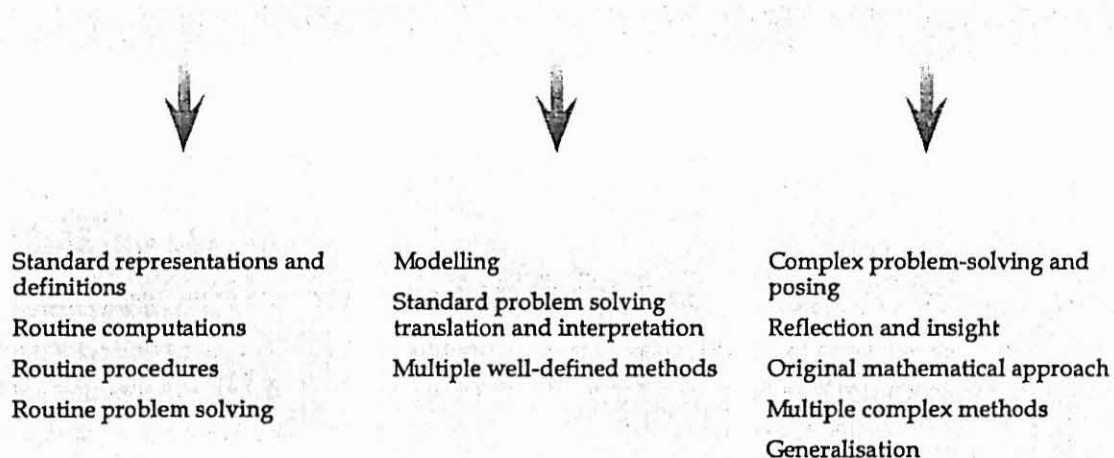 Standard representations and
definitions
Routine computations
Routine procedures
Routine problem solving
Modelling
Standard problem solving
translation and interpretation
Multiple well-defined methods
Complex problem-solving and
posing
Reflection and insight
Original mathematical approach
Multiple complex methods
Generalisation